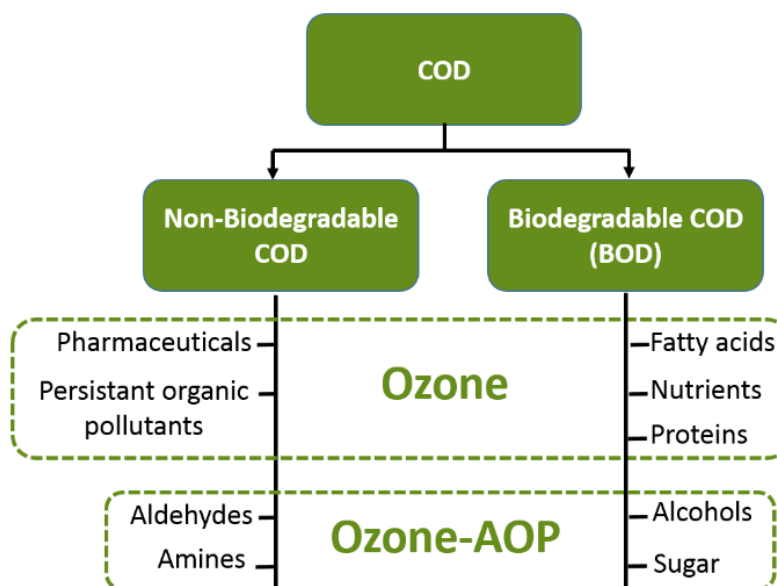 COD
Non-Biodegradable
COD
Biodegradable COD
(BOD)
Pharmaceuticals
Persistant organic
pollutants
Ozone
Fatty acids
Nutrients
Proteins
Aldehydes
Amines
Ozone-AOP
Alcohols
Sugar